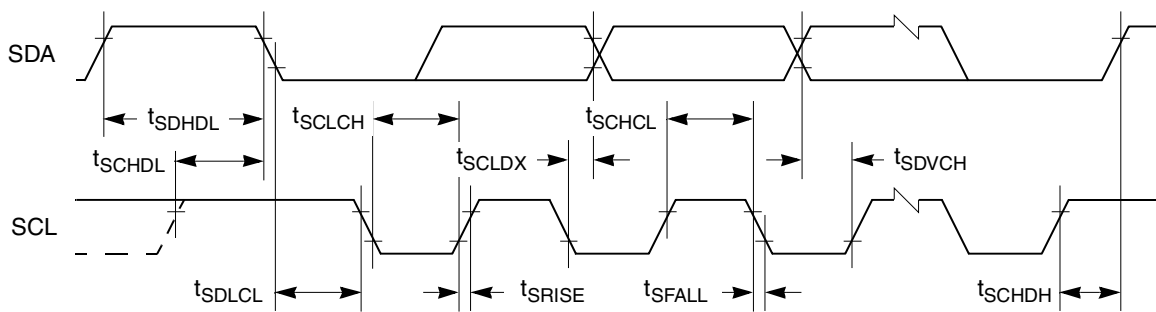 SDA
tSDHDL
tSCLCH
tSCHCL
tSCHDL
tSCLDX
tSDVCH
SCL
tSDLCL
tSRISE
tSFALL
tSCHDH